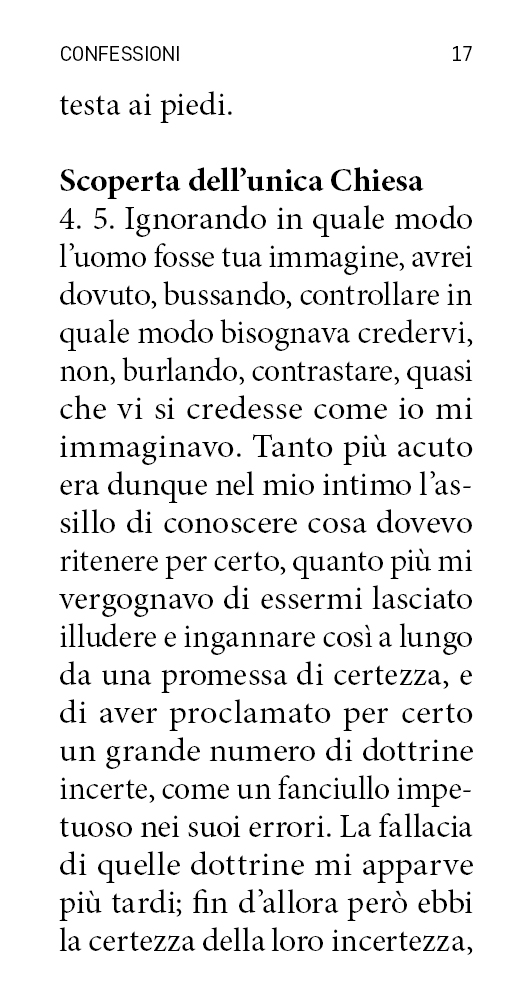 CONFESSIONI 17
testa ai piedi.
Scoperta dell’unica Chiesa
4. 5. Ignorando in quale modo
l’uomo fosse tua immagine, avrei
dovuto, bussando, controllare in
quale modo bisognava credervi,
non, burlando, contrastare, quasi
che vi si credesse come io mi
immaginavo. Tanto più acuto
era dunque nel mio intimo l’as-
sillo di conoscere cosa dovevo
ritenere per certo, quanto più mi
vergognavo di essermi lasciato
illudere e ingannare così a lungo
da una promessa di certezza, e
di aver proclamato per certo
un grande numero di dottrine
incerte, come un fanciullo impe-
tuoso nei suoi errori. La fallacia
di quelle dottrine mi apparve
più tardi; fin d’allora però ebbi
la certezza della loro incertezza,